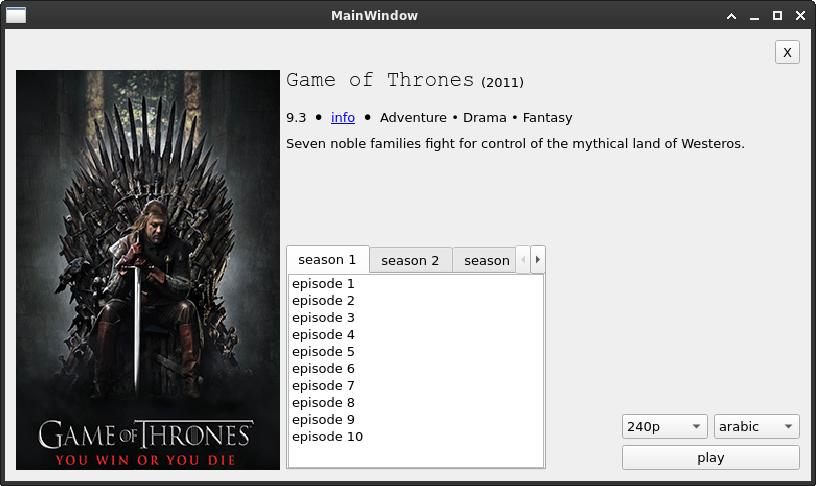 MainWindow
X
Game of Thrones (2011)
9.3 • info • Adventure • Drama • Fantasy
Seven noble families fight for control of the mythical land of Westeros.
season 1 season 2 season
episode 1
episode 2
episode 3
episode 4
episode 5
episode 6
episode 7
episode 8
episode 9
episode 10
GAME OF THRONES
YOU WIN OR YOU DIE
240p arabic
play